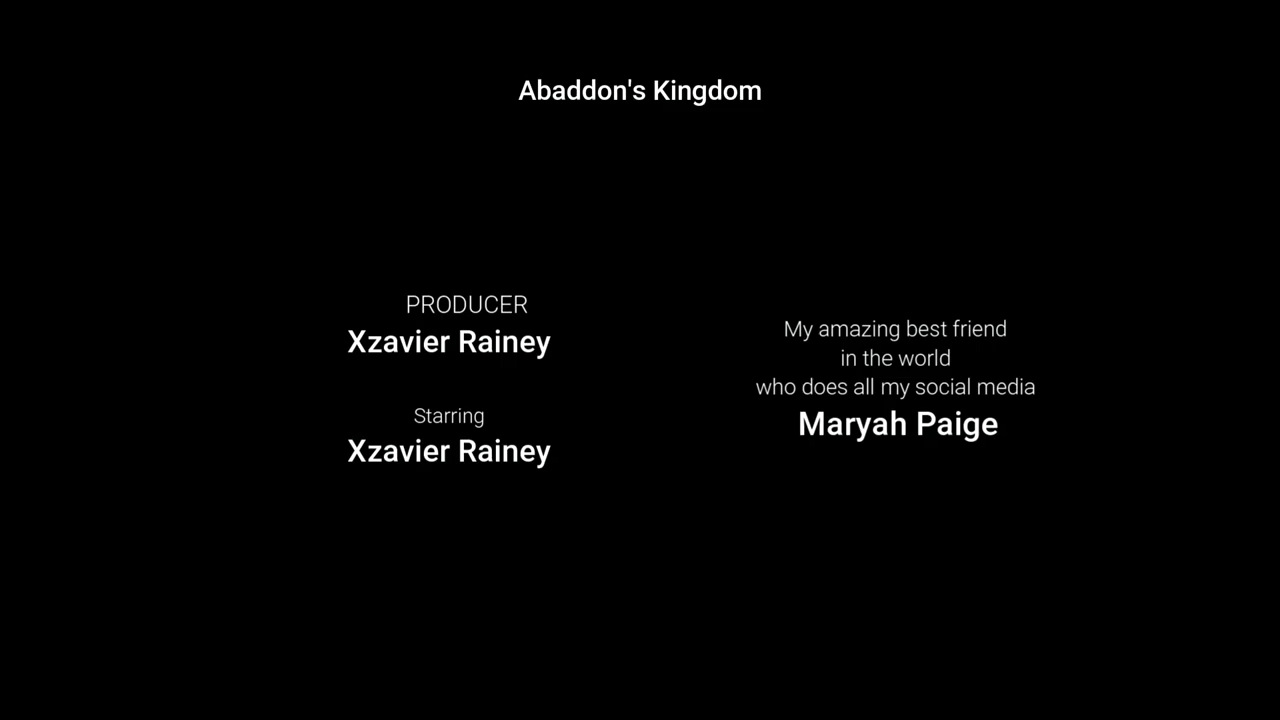 Abaddon's Kingdom
PRODUCER
Xzavier Rainey
Starring
Xzavier Rainey
My amazing best friend
in the world
who does all my social media
Maryah Paige